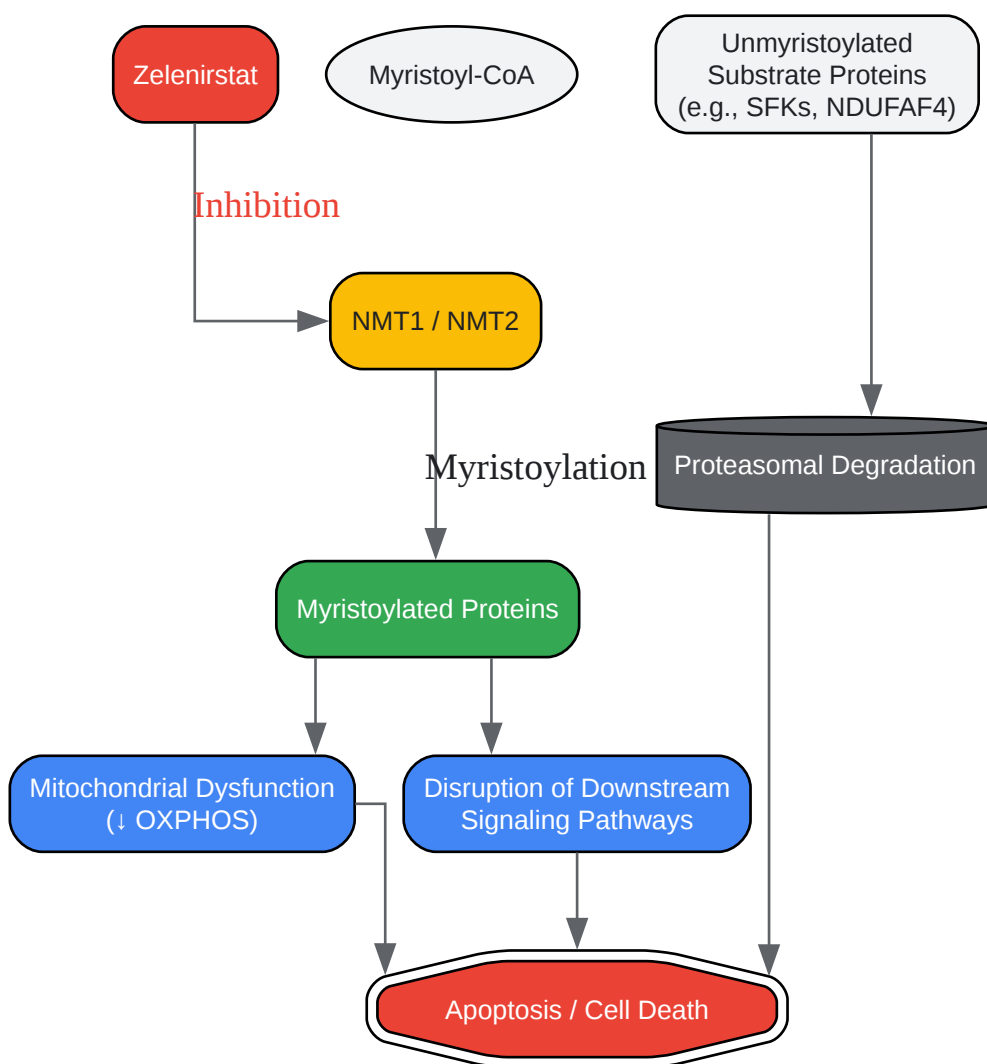 Zelenirstat
Myristoyl-CoA
Unmyristoylated
Substrate Proteins
(e.g., SFKs, NDUFAF4)
Inhibition
NMT1 / NMT2
Myristoylation
Proteasomal Degradation
Myristoylated Proteins
Mitochondrial Dysfunction
(↓ OXPHOS)
Disruption of Downstream
Signaling Pathways
Apoptosis / Cell Death